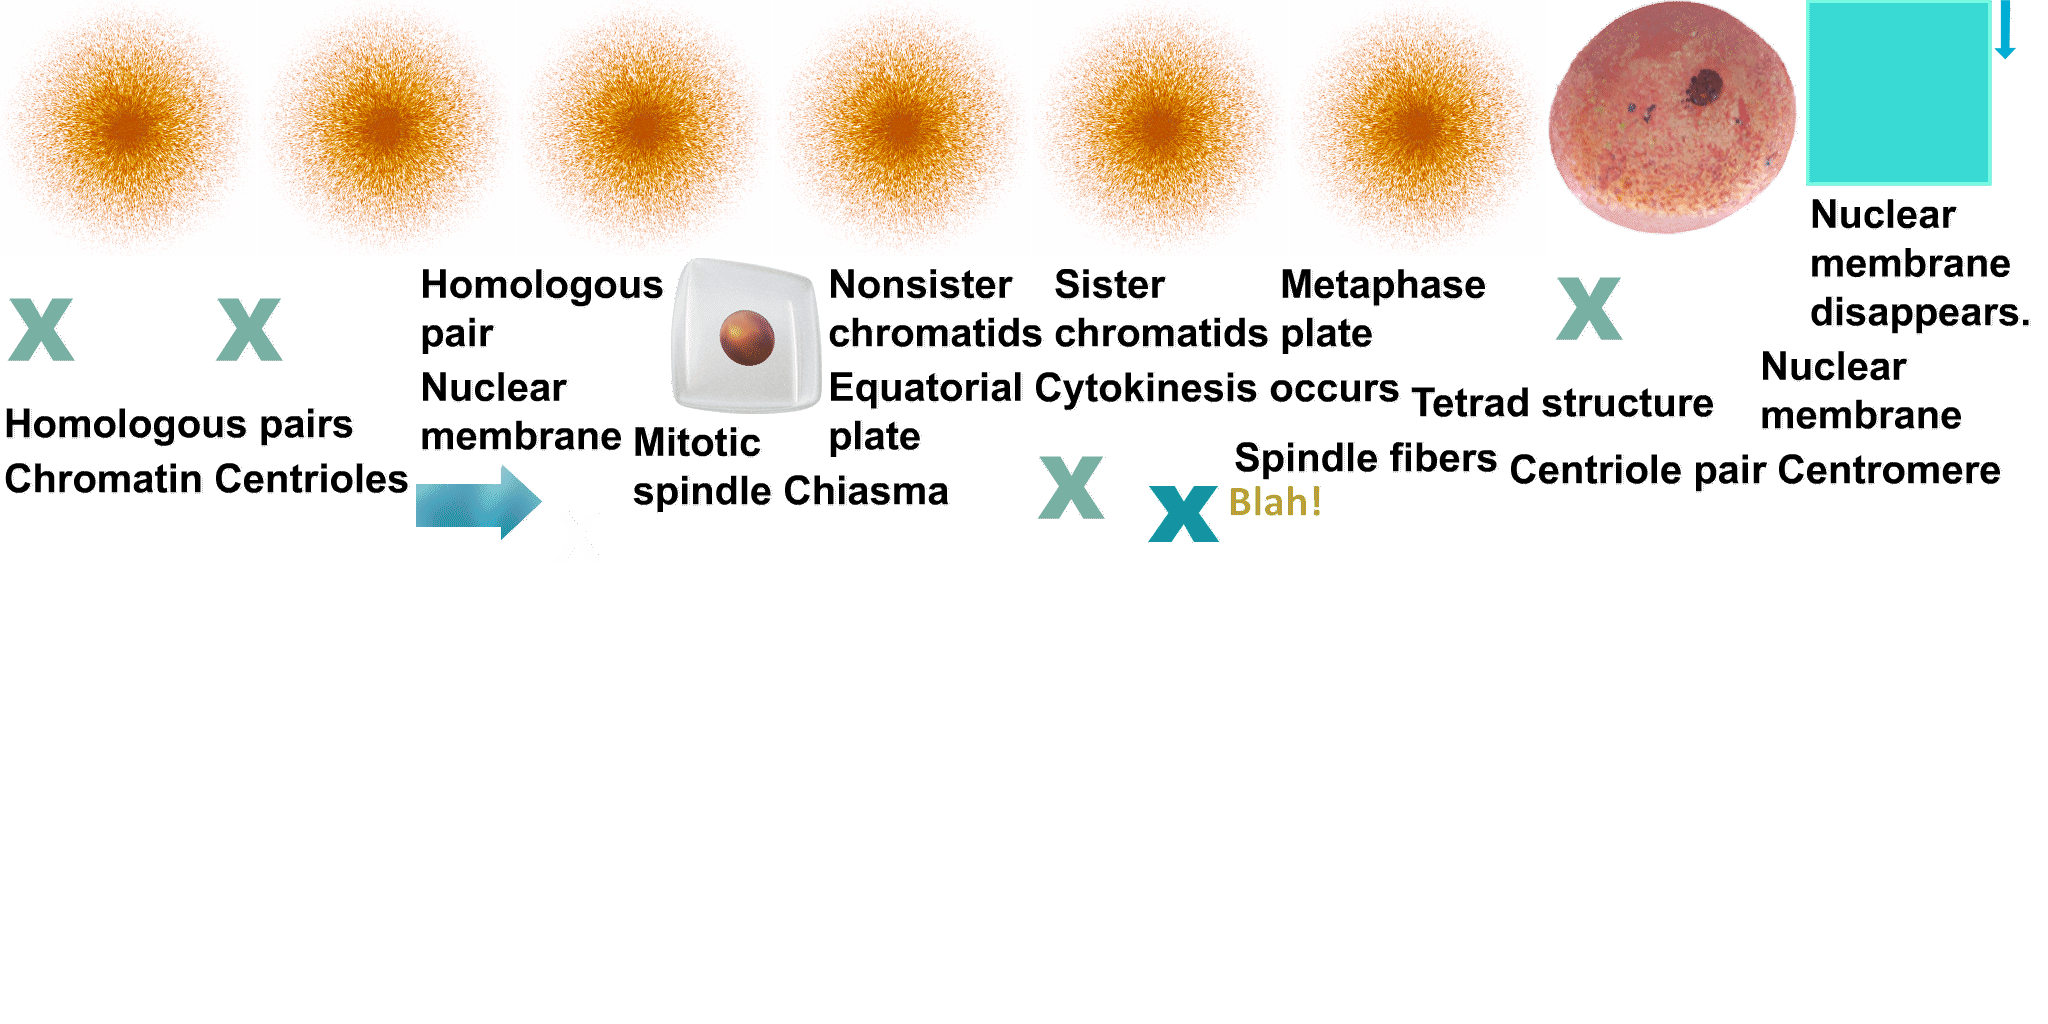 Nuclear
membrane
disappears.
Homologous
pair
Nonsister
chromatids
Sister
chromatids
Metaphase
plate
X
X
X
Nuclear
membrane
Equatorial
plate
Cytokinesis occurs
Tetrad structure
Nuclear
membrane
Homologous pairs
Mitotic
spindle
Chromatin
Centrioles
Chiasma
X
X
Spindle fibers
Blah!
Centriole pair
Centromere